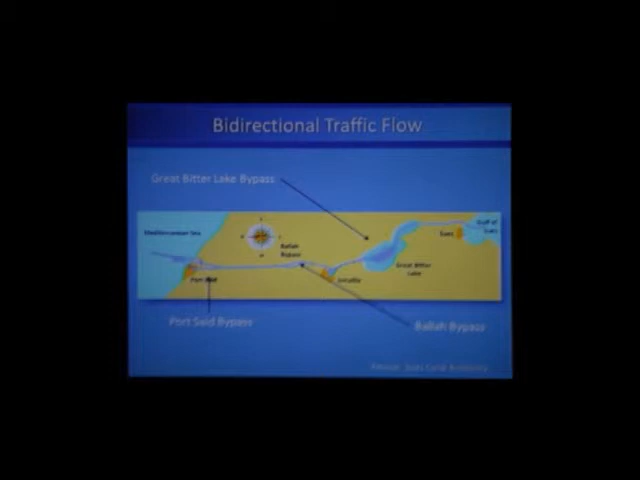 Bidirectional Traffic Flow
Great Bitter Lake Bypass
Mediterranean Sea
Ballah
Bypass
Gulf of
Suez
Suez
Great Bitter
Lake
Port Said
Ismailia
Port Said Bypass
Ballah Bypass
Suez Canal Authority